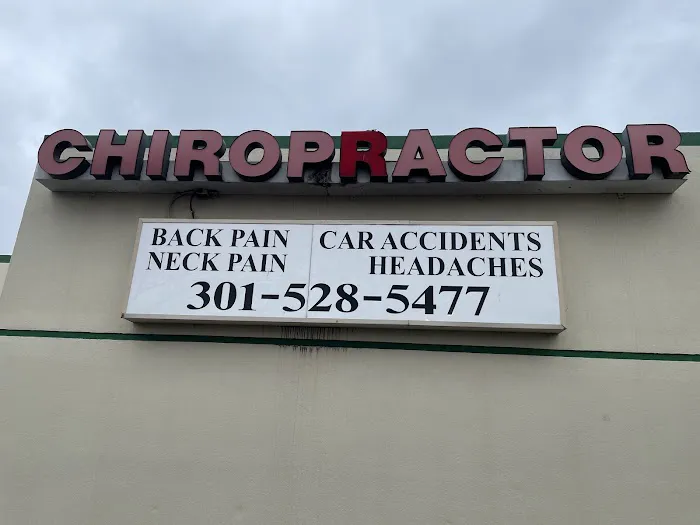 CHIROPRACTOR
BACK PAIN CAR ACCIDENTS
NECK PAIN HEADACHES
301-528-5477